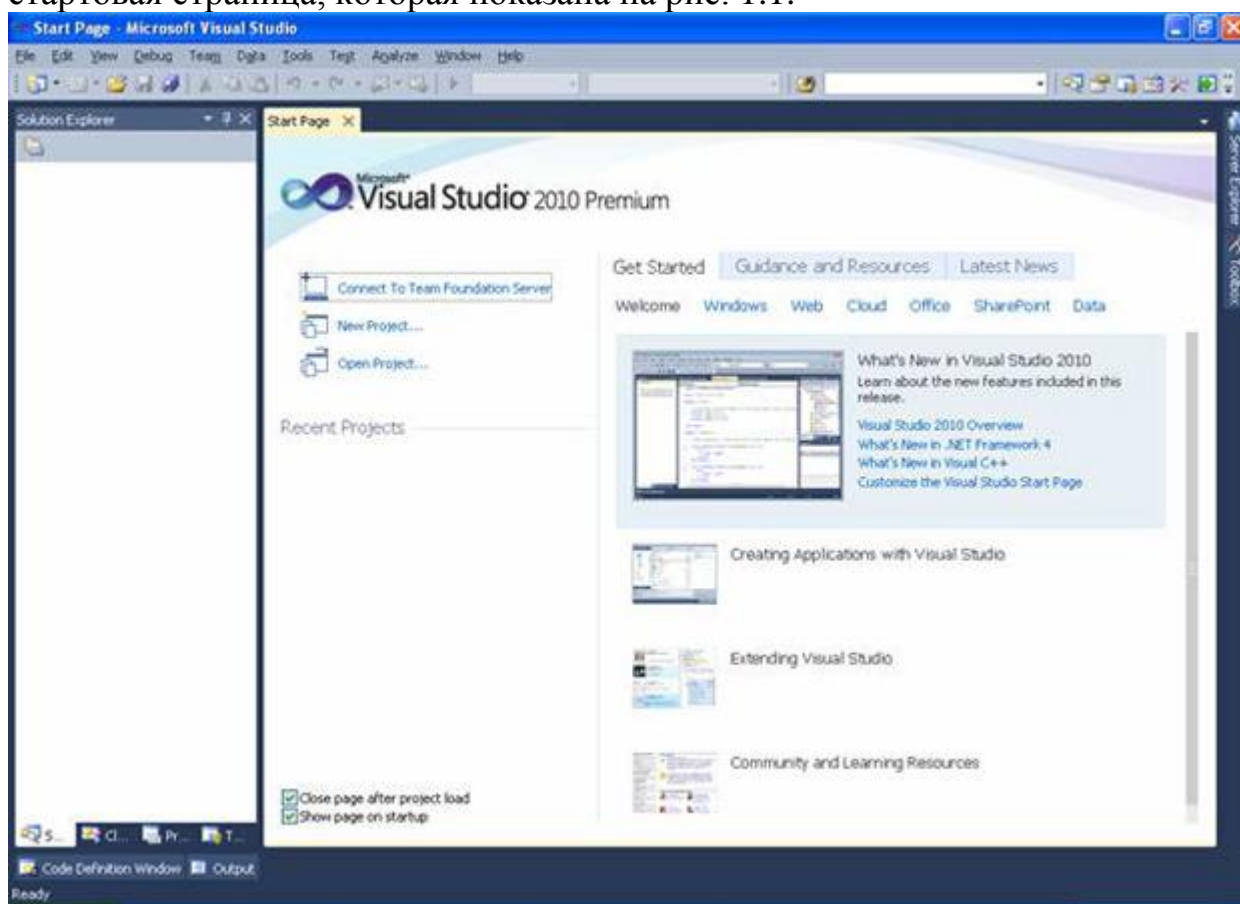 стартовая страница, которая показана на рис. 1.1.
Start Page - Microsoft Visual Studio
File Edit View Debug Team Data Tools Test Analyze Window Help
Solution Explorer
Start Page
Server Explorer
Toolbox
Microsoft
Visual Studio 2010 Premium
Connect To Team Foundation Server
New Project...
Open Project...
Recent Projects
Close page after project load
Show page on startup
Get Started Guidance and Resources Latest News
Welcome Windows Web Cloud Office SharePoint Data
What's New in Visual Studio 2010
Learn about the new features included in this
release.
Visual Studio 2010 Overview
What's New in .NET Framework 4
What's New in Visual C++
Customize the Visual Studio Start Page
Creating Applications with Visual Studio
Extending Visual Studio
Community and Learning Resources
S... Cl... Pr... T...
Code Definition Window Output
Ready